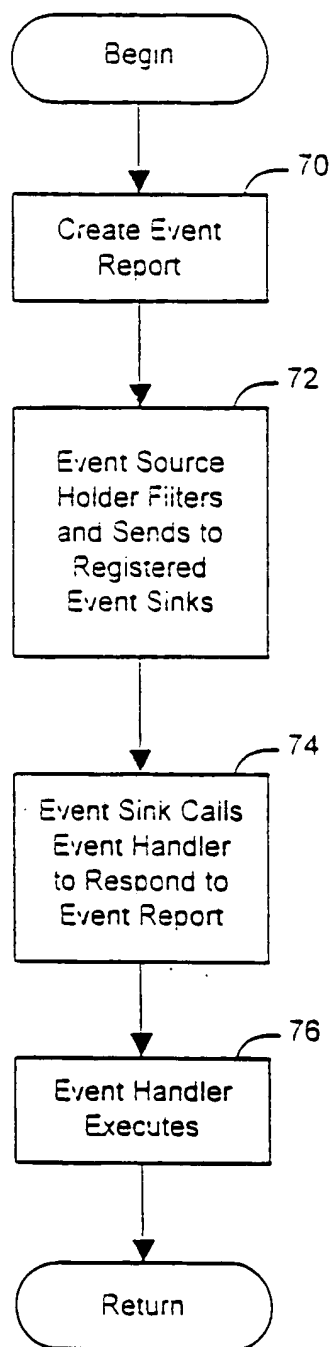 Begin
70
Create Event
Report
72
Event Source
Holder Filters
and Sends to
Registered
Event Sinks
74
Event Sink Calls
Event Handler
to Respond to
Event Report
76
Event Handler
Executes
Return